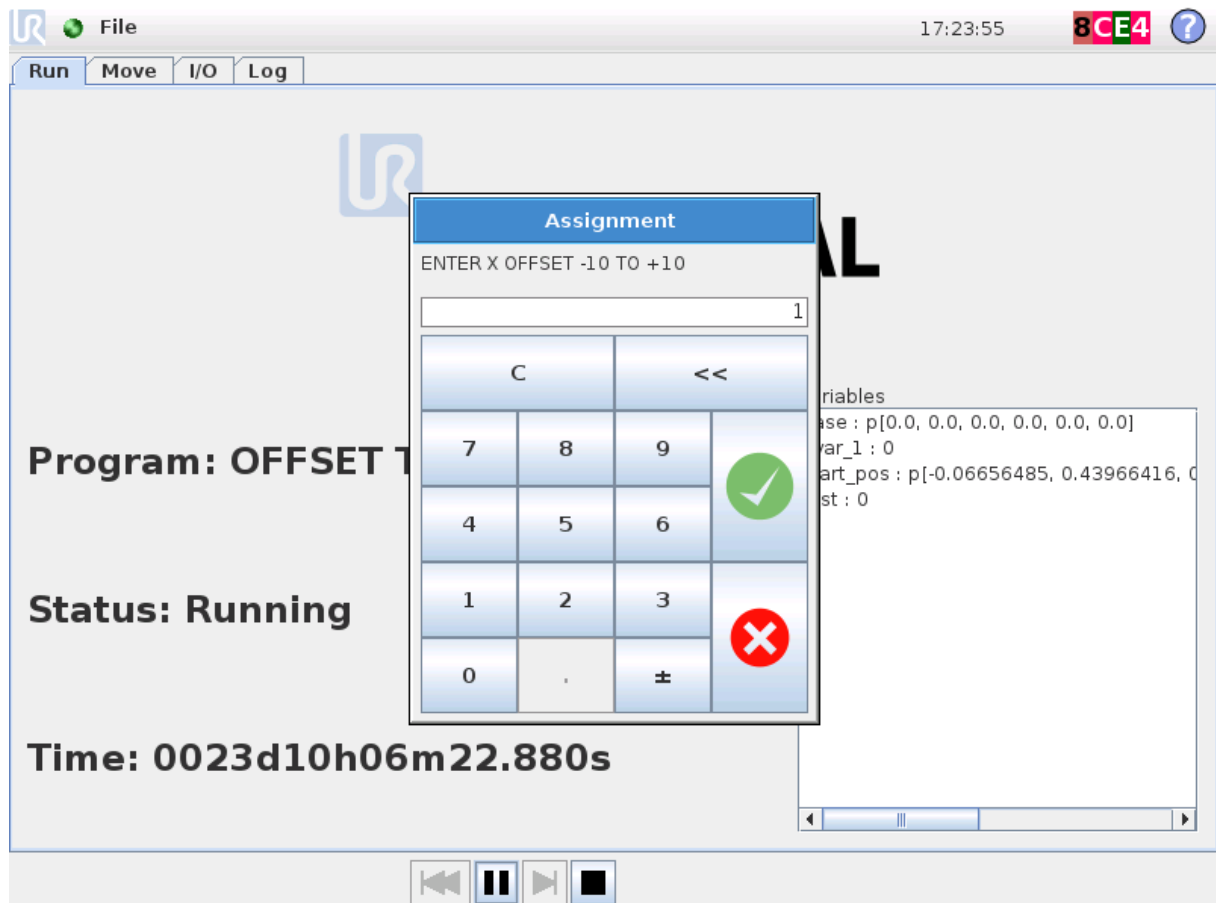 UR File 17:23:55 8CE4 ?
Run Move I/O Log
UR
Assignment
ENTER X OFFSET -10 TO +10
1
C <<
7 8 9
4 5 6
1 2 3
0 . ±
AL
riables
ase : p[0.0, 0.0, 0.0, 0.0, 0.0, 0.0]
var_1 : 0
art_pos : p[-0.06656485, 0.43966416, 0
st : 0
Program: OFFSET T
Status: Running
Time: 0023d10h06m22.880s